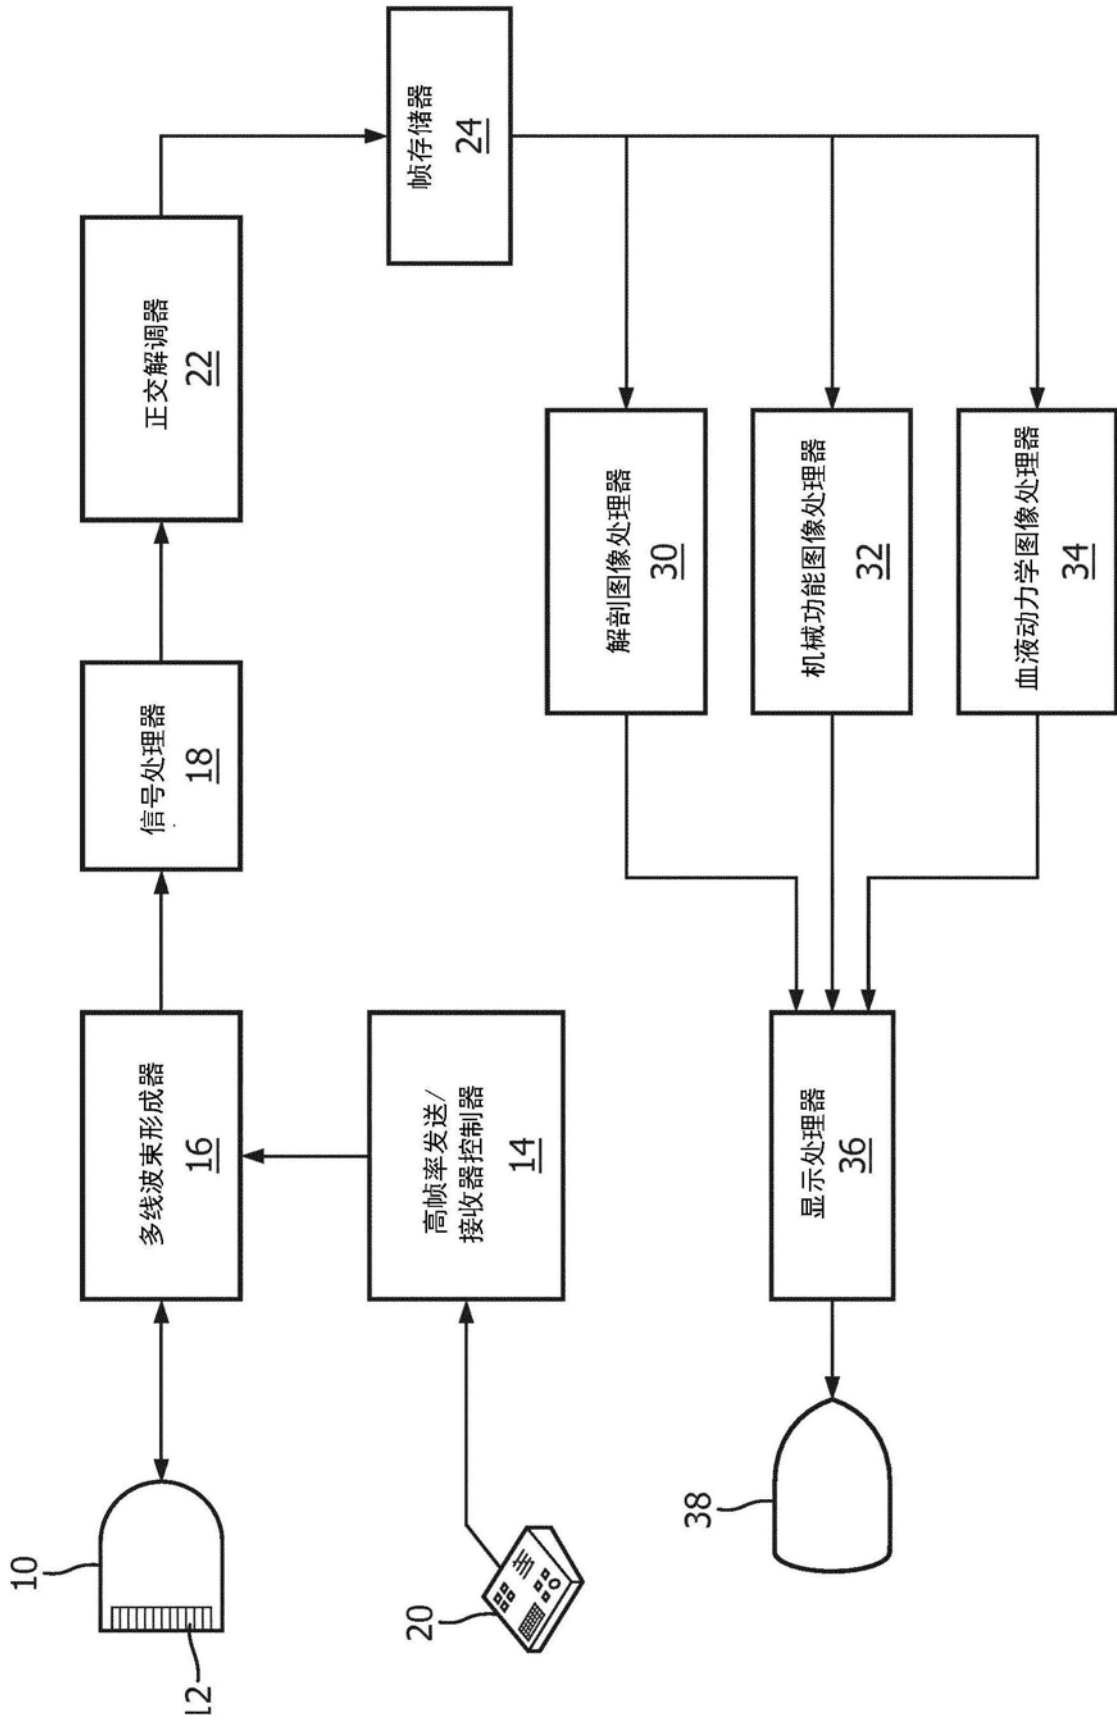 10
12
多线波束形成器
16
信号处理器
18
正交解调器
22
20
高帧率发送/
接收器控制器
14
帧存储器
24
解剖图像处理器
30
38
显示处理器
36
机械功能图像处理器
32
血液动力学图像处理器
34